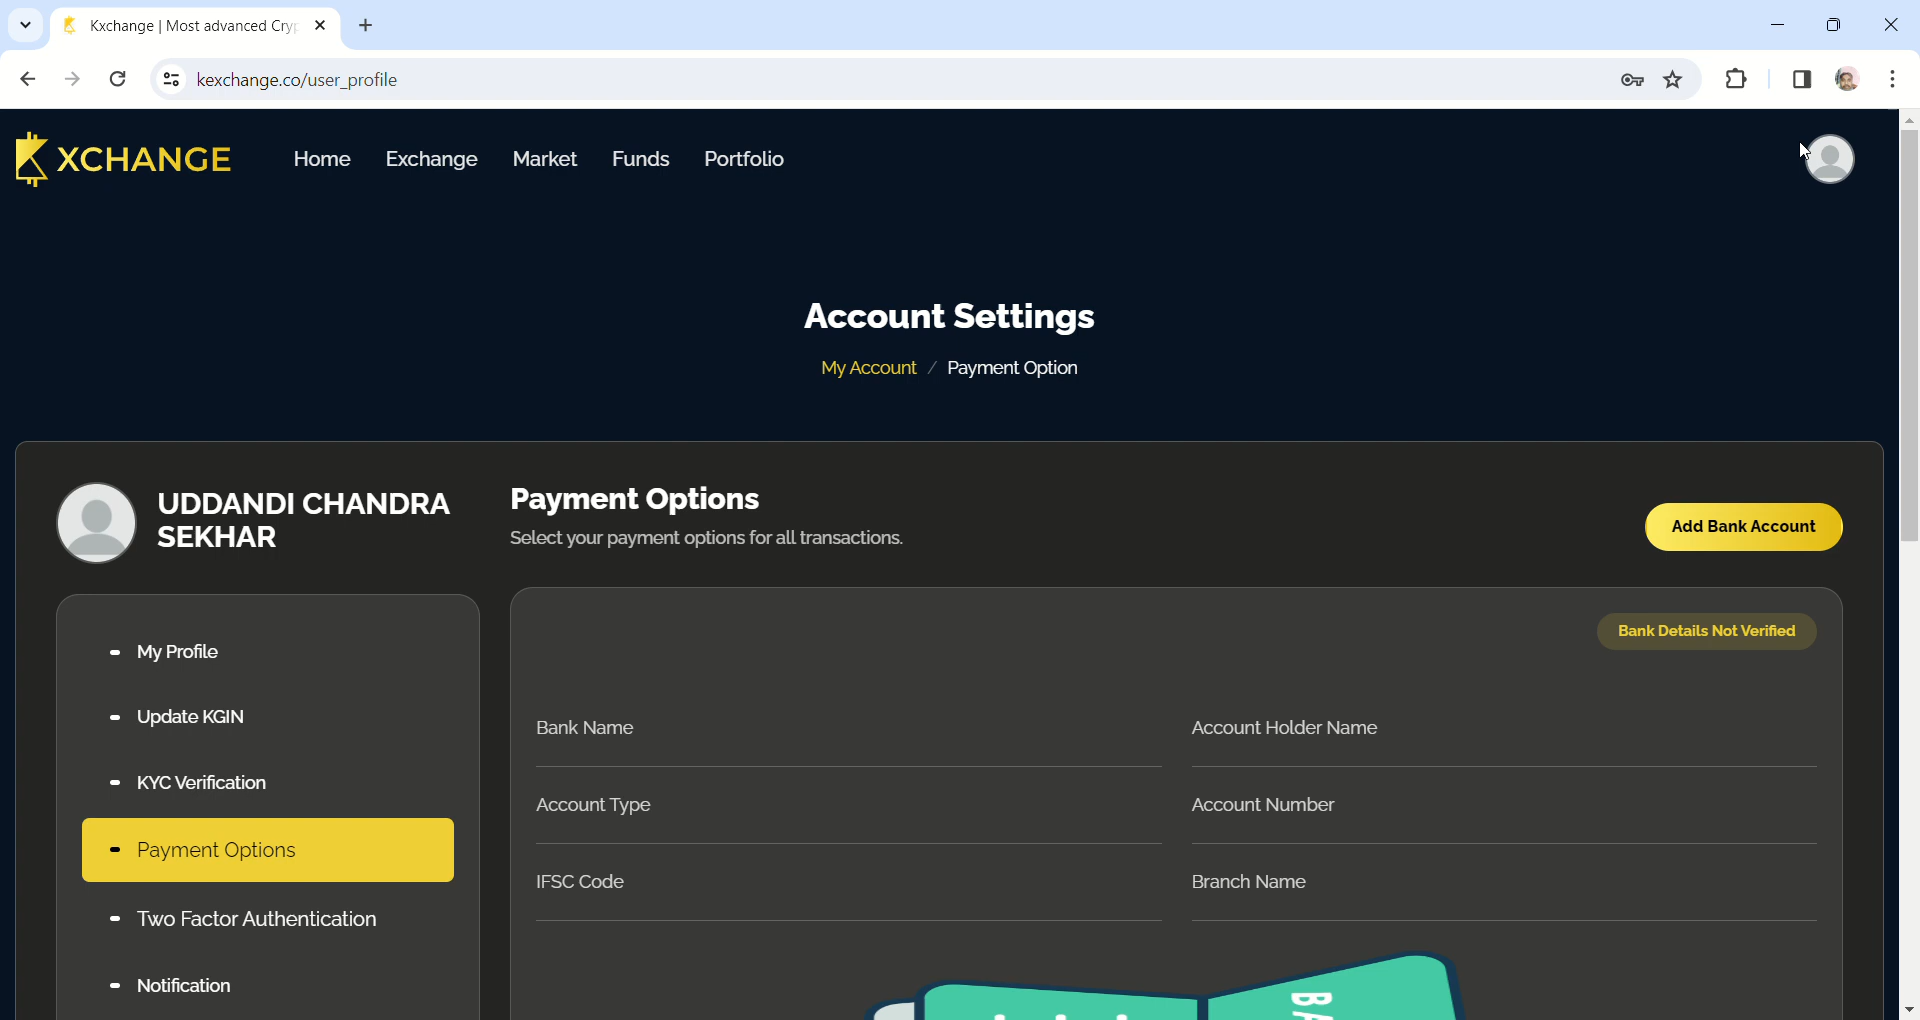 Kxchange | Most advanced Cryp
kexchange.co/user_profile
XCHANGE
Home
Exchange
Market
Funds
Portfolio
Account Settings
My Account / Payment Option
UDDANDI CHANDRA
SEKHAR
Payment Options
Select your payment options for all transactions.
Add Bank Account
- My Profile
- Update KGIN
- KYC Verification
- Payment Options
- Two Factor Authentication
- Notification
Bank Details Not Verified
Bank Name
Account Holder Name
Account Type
Account Number
IFSC Code
Branch Name